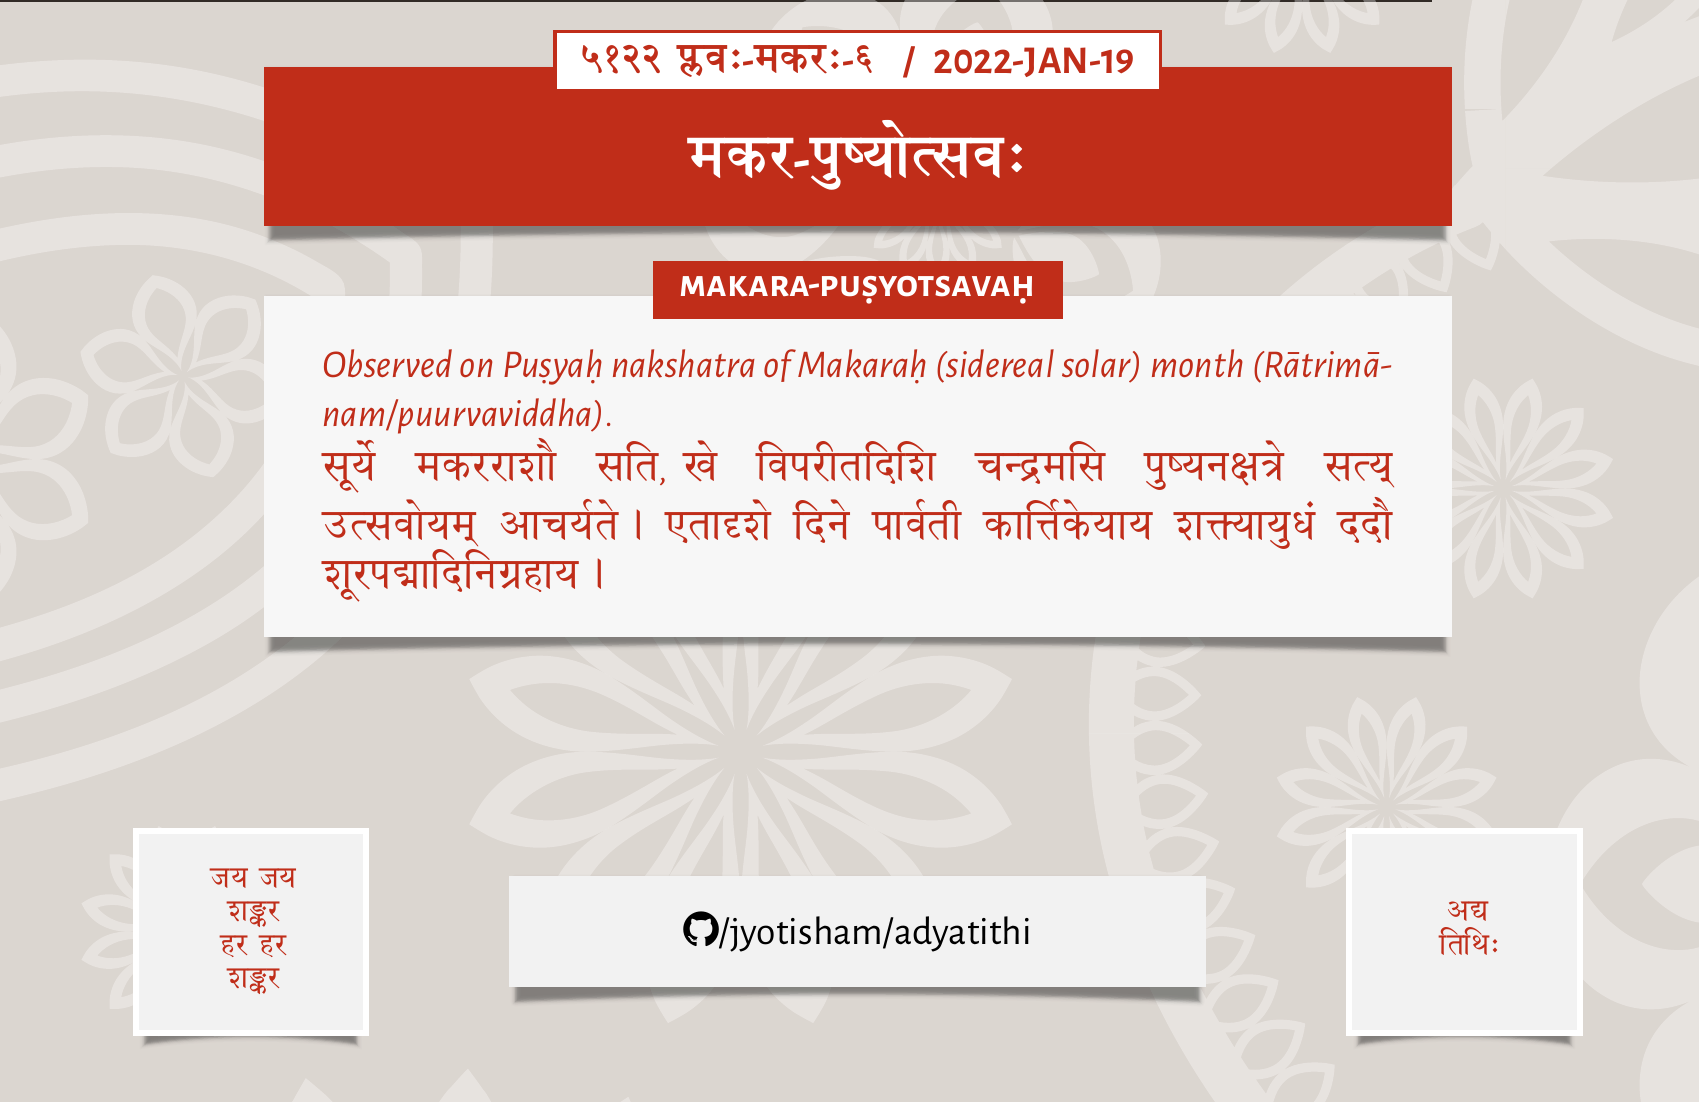 ५१२२ प्लवः-मकरः-६ / 2022-JAN-19
मकर-पुष्योत्सवः
MAKARA-PUṢYOTSAVAḤ
Observed on Puṣyaḥ nakshatra of Makaraḥ (sidereal solar) month (Rātrimā-
nam/puurvaviddha).
सूर्ये मकरराशौ सति, खे विपरीतदिशि चन्द्रमसि पुष्यनक्षत्रे सत्य्
उत्सवोयम् आचर्यते। एतादृशे दिने पार्वती कार्त्तिकेयाय शक्त्यायुधं ददौ
शूरपद्मादिनिग्रहाय।
जय जय
शङ्कर
हर हर
शङ्कर
/jyotisham/adyatithi
अद्य
तिथिः